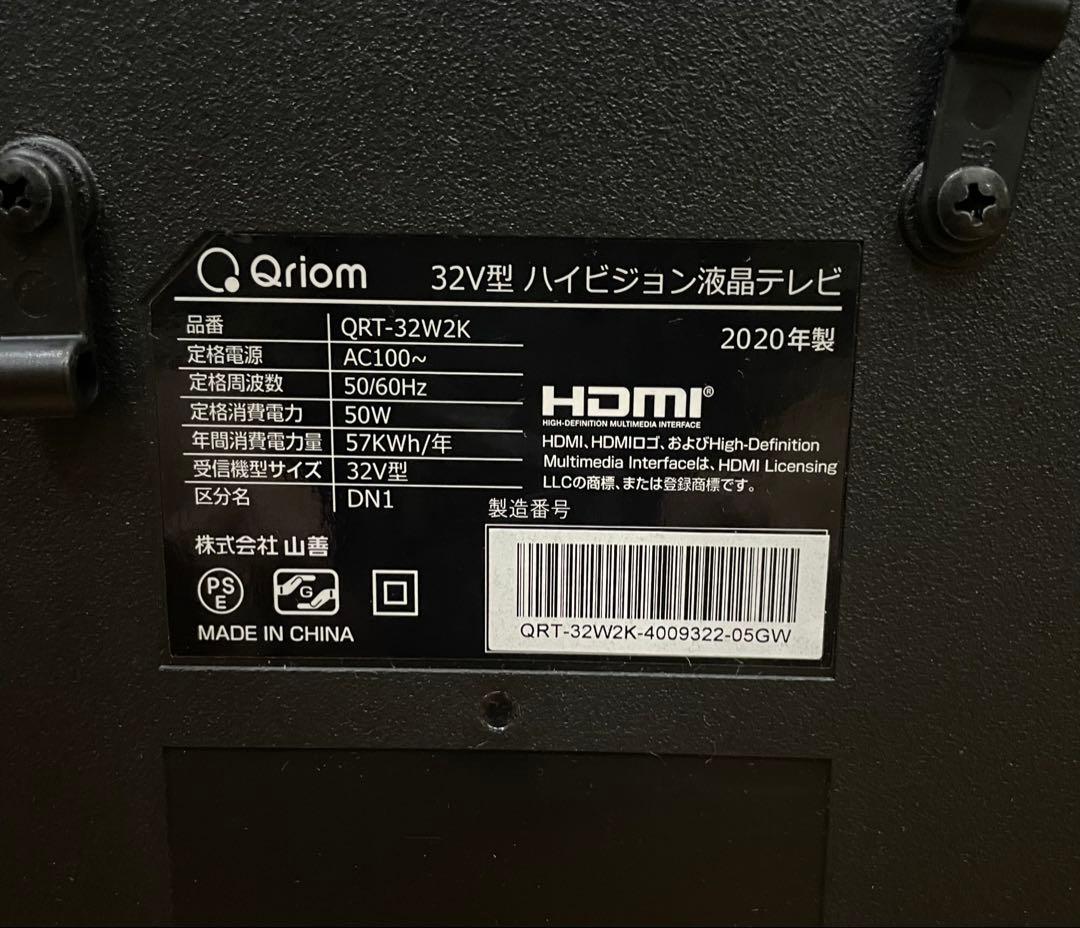 Qriom 32V型 ハイビジョン液晶テレビ
品番 QRT-32W2K
2020年製
定格電源 AC100~
定格周波数 50/60Hz
定格消費電力 50W
年間消費電力量 57KWh/年
受信機型サイズ 32V型
区分名 DN1
HDMI®
HIGH-DEFINITION MULTIMEDIA INTERFACE
HDMI、HDMIロゴ、およびHigh-Definition
Multimedia Interfaceは、HDMI Licensing
LLCの商標、または登録商標です。
製造番号
QRT-32W2K-4009322-05GW
株式会社 山善
PS
E
G
MADE IN CHINA